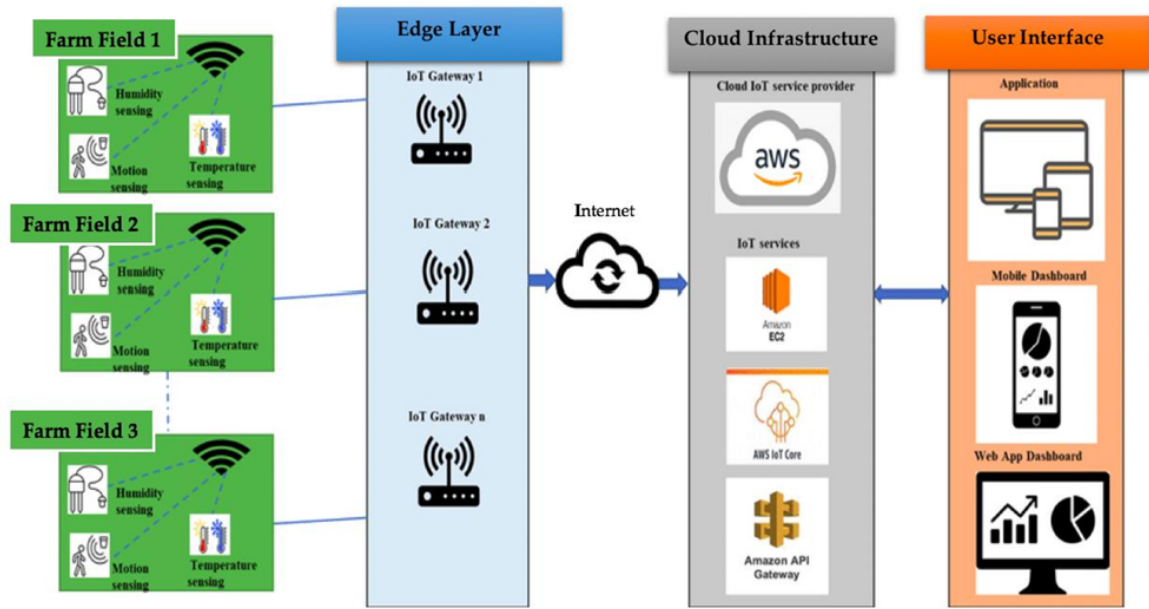 Farm Field 1
Humidity
sensing
Motion
sensing
Temperature
sensing
Farm Field 2
Humidity
sensing
Motion
sensing
Temperature
sensing
Farm Field 3
Humidity
sensing
Motion
sensing
Temperature
sensing
Edge Layer
IoT Gateway 1
IoT Gateway 2
IoT Gateway n
Internet
Cloud Infrastructure
Cloud IoT service provider
aws
IoT services
Amazon
EC2
AWS IoT Core
Amazon API
Gateway
User Interface
Application
Mobile Dashboard
Web App Dashboard